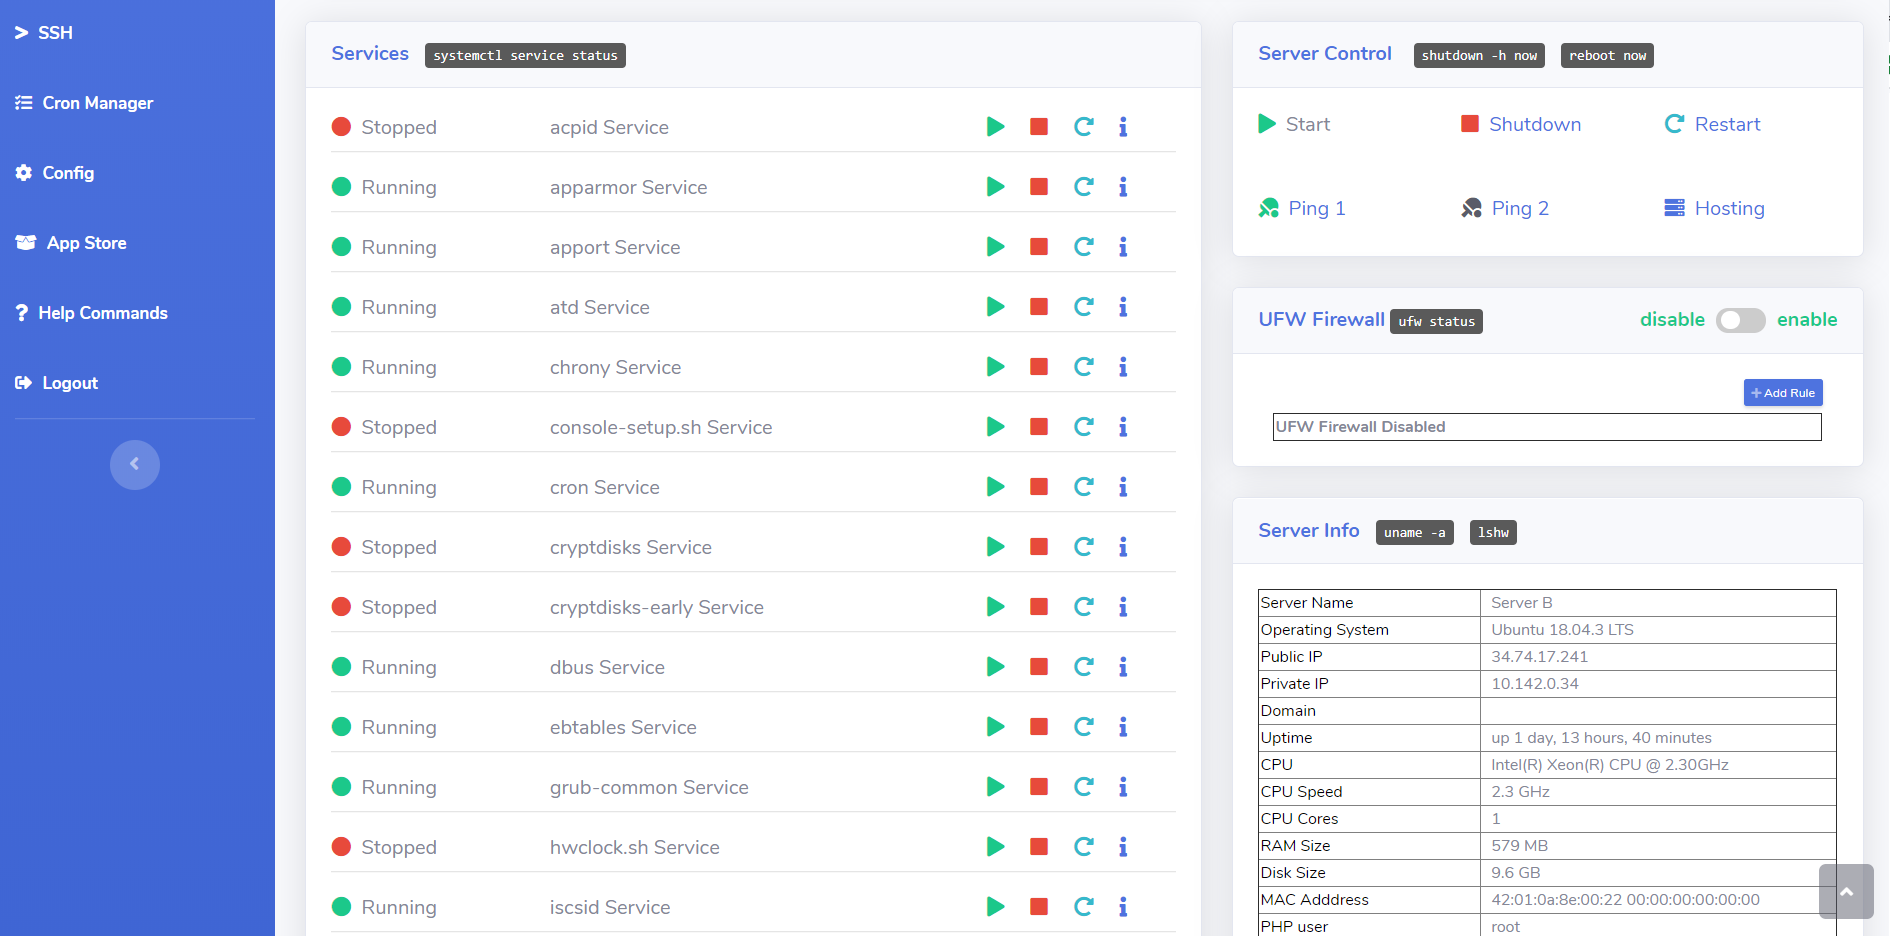 SSH
Cron Manager
Config
App Store
Help Commands
Logout
Services systemctl service status
Stopped acpid Service
Running apparmor Service
Running apport Service
Running atd Service
Running chrony Service
Stopped console-setup.sh Service
Running cron Service
Stopped cryptdisks Service
Stopped cryptdisks-early Service
Running dbus Service
Running ebtables Service
Running grub-common Service
Stopped hwclock.sh Service
Running iscsid Service
Server Control shutdown -h now reboot now
Start Shutdown Restart
Ping 1 Ping 2 Hosting
UFW Firewall ufw status disable enable
+ Add Rule
UFW Firewall Disabled
Server Info uname -a lshw
Server Name Server B
Operating System Ubuntu 18.04.3 LTS
Public IP 34.74.17.241
Private IP 10.142.0.34
Domain
Uptime up 1 day, 13 hours, 40 minutes
CPU Intel(R) Xeon(R) CPU @ 2.30GHz
CPU Speed 2.3 GHz
CPU Cores 1
RAM Size 579 MB
Disk Size 9.6 GB
MAC Adddress 42:01:0a:8e:00:22 00:00:00:00:00:00
PHP user root